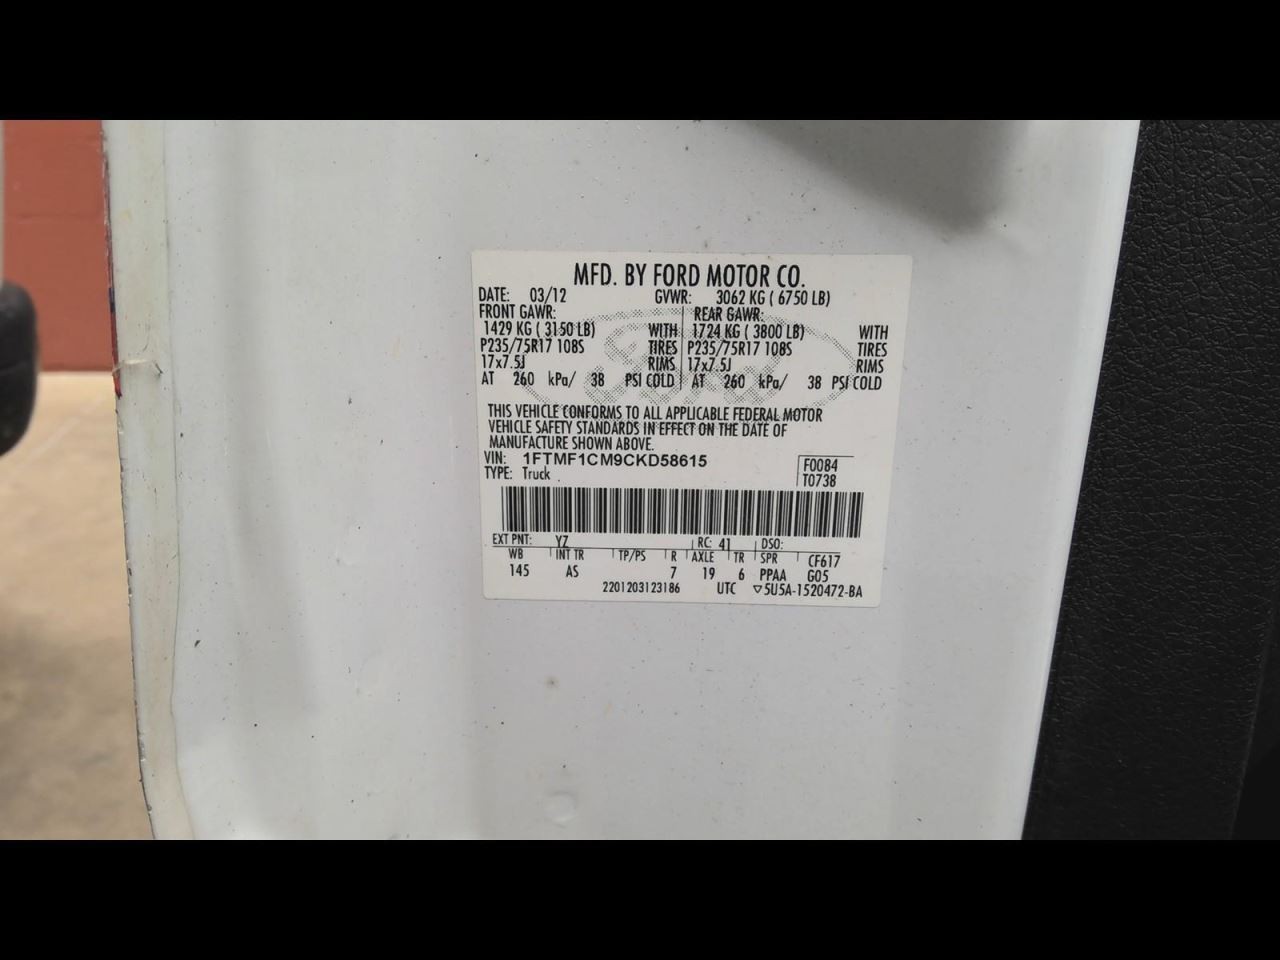 MFD. BY FORD MOTOR CO.
DATE: 03/12 GVWR: 3062 KG ( 6750 LB)
FRONT GAWR: REAR GAWR:
1429 KG ( 3150 LB) WITH 1724 KG ( 3800 LB) WITH
P235/75R17 108S TIRES P235/75R17 108S TIRES
17x7.5J RIMS 17x7.5J RIMS
AT 260 kPa/ 38 PSI COLD AT 260 kPa/ 38 PSI COLD
THIS VEHICLE CONFORMS TO ALL APPLICABLE FEDERAL MOTOR
VEHICLE SAFETY STANDARDS IN EFFECT ON THE DATE OF
MANUFACTURE SHOWN ABOVE.
VIN: 1FTMF1CM9CKD58615 F0084
TYPE: Truck T0738
EXT PNT: YZ RC: 41 DSO:
WB INT TR TP/PS R AXLE TR SPR CF617
145 AS 7 19 6 PPAA G05
2201203123186 UTC ▽5U5A-1520472-BA